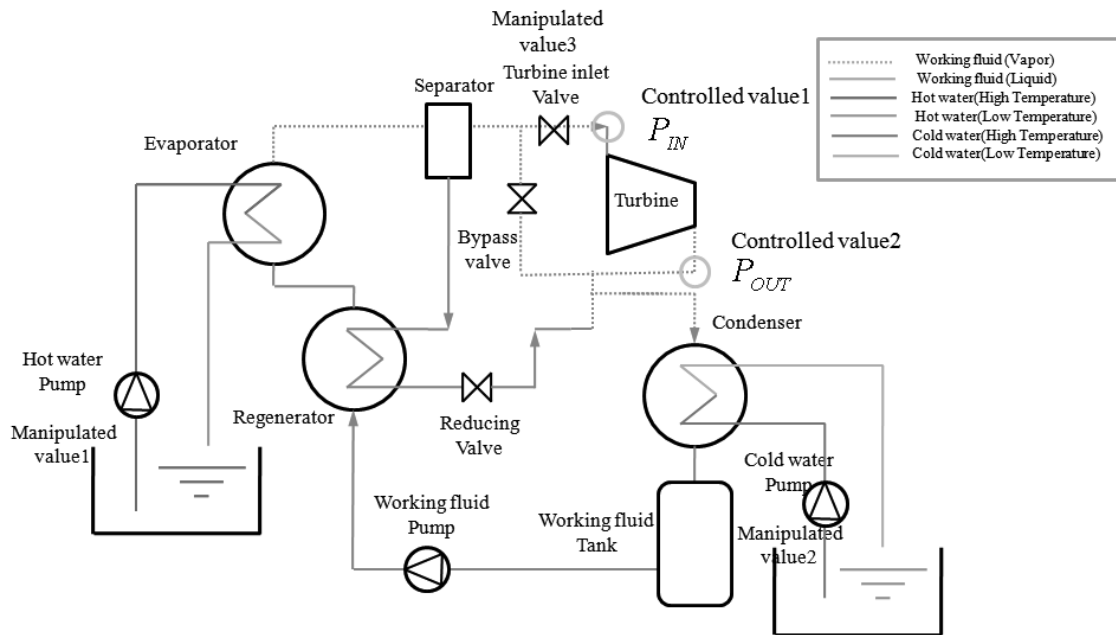 Manipulated
value3
Turbine inlet
Valve
Separator
Controlled value1
P_IN
Evaporator
Turbine
Bypass
valve
Controlled value2
P_OUT
Condenser
Hot water
Pump
Manipulated
value1
Regenerator
Reducing
Valve
Cold water
Pump
Manipulated
value2
Working fluid
Pump
Working fluid
Tank
Working fluid (Vapor)
Working fluid (Liquid)
Hot water(High Temperature)
Hot water(Low Temperature)
Cold water(High Temperature)
Cold water(Low Temperature)